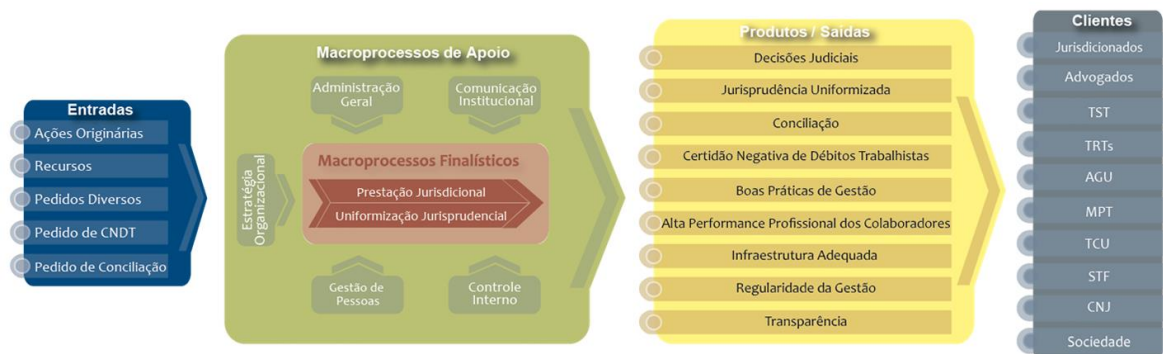 Entradas
Ações Originárias
Recursos
Pedidos Diversos
Pedido de CNDT
Pedido de Conciliação
Macroprocessos de Apoio
Administração
Geral
Comunicação
Institucional
Estratégia
Organizacional
Macroprocessos Finalísticos
Prestação Jurisdicional
Uniformização Jurisprudencial
Gestão de
Pessoas
Controle
Interno
Produtos / Saídas
Decisões Judiciais
Jurisprudência Uniformizada
Conciliação
Certidão Negativa de Débitos Trabalhistas
Boas Práticas de Gestão
Alta Performance Profissional dos Colaboradores
Infraestrutura Adequada
Regularidade da Gestão
Transparência
Clientes
Jurisdicionados
Advogados
TST
TRTs
AGU
MPT
TCU
STF
CNJ
Sociedade